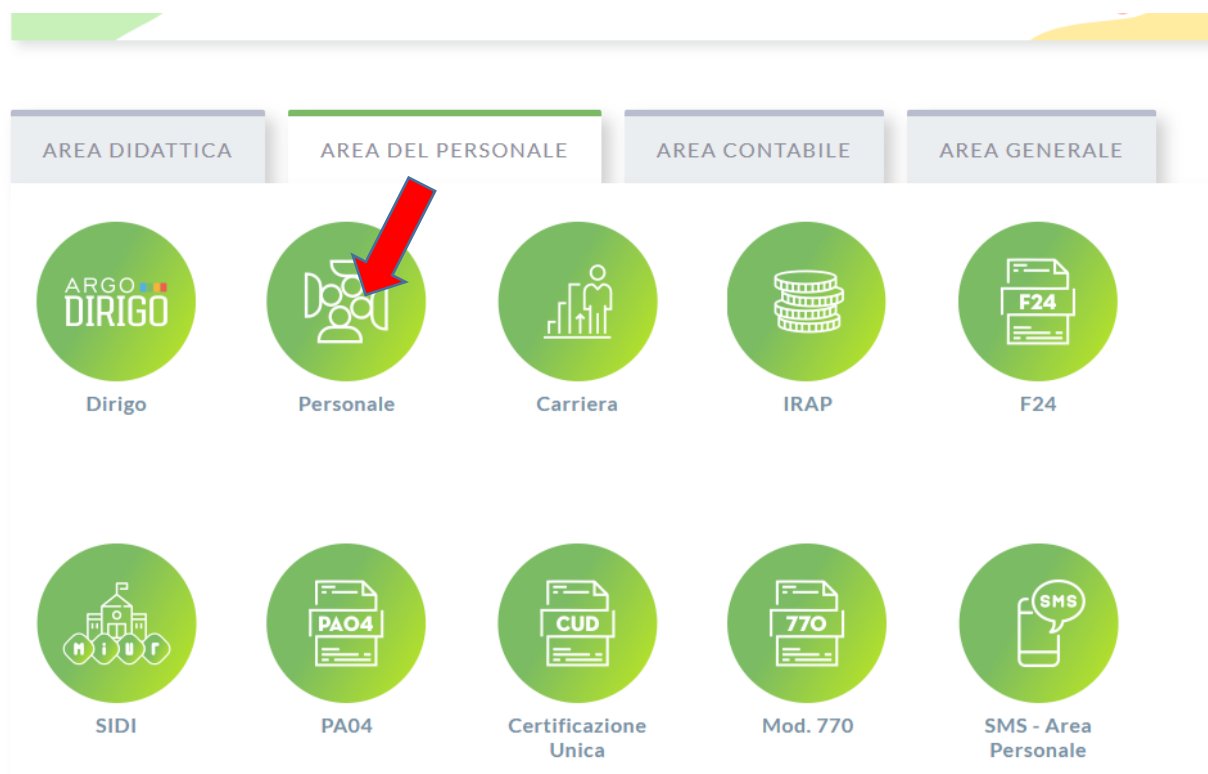 AREA DIDATTICA
AREA DEL PERSONALE
AREA CONTABILE
AREA GENERALE
ARGO
DIRIGO
F24
Dirigo
Personale
Carriera
IRAP
F24
MiUr
PA04
CUD
770
SMS
SIDI
PA04
Certificazione
Unica
Mod. 770
SMS - Area
Personale